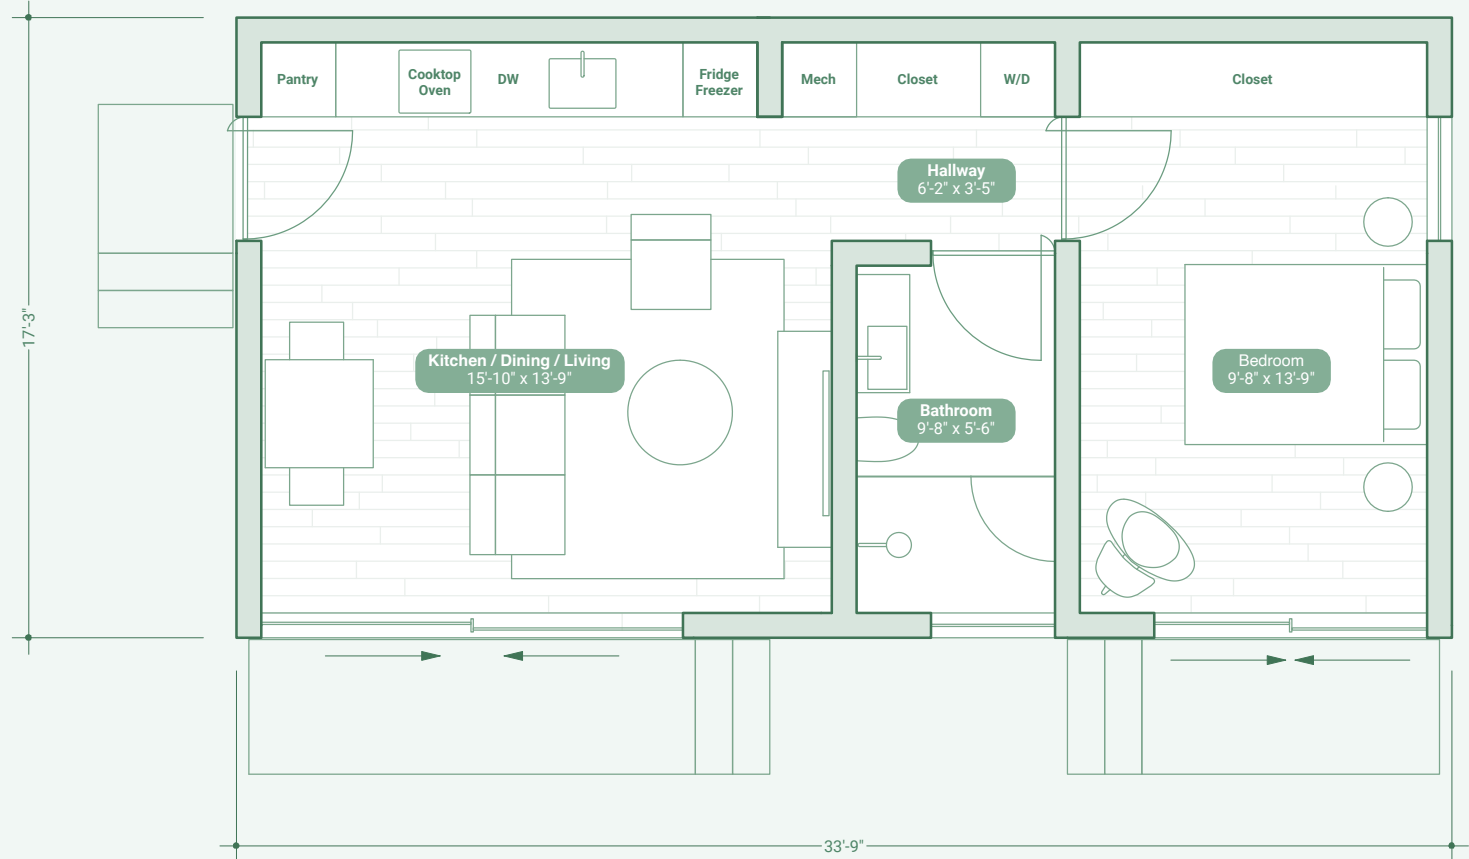 Pantry
Cooktop
Oven
DW
Fridge
Freezer
Mech
Closet
W/D
Closet
Hallway
6'-2" x 3'-5"
17'-3"
Kitchen / Dining / Living
15'-10" x 13'-9"
Bedroom
9'-8" x 13'-9"
Bathroom
9'-8" x 5'-6"
33'-9"